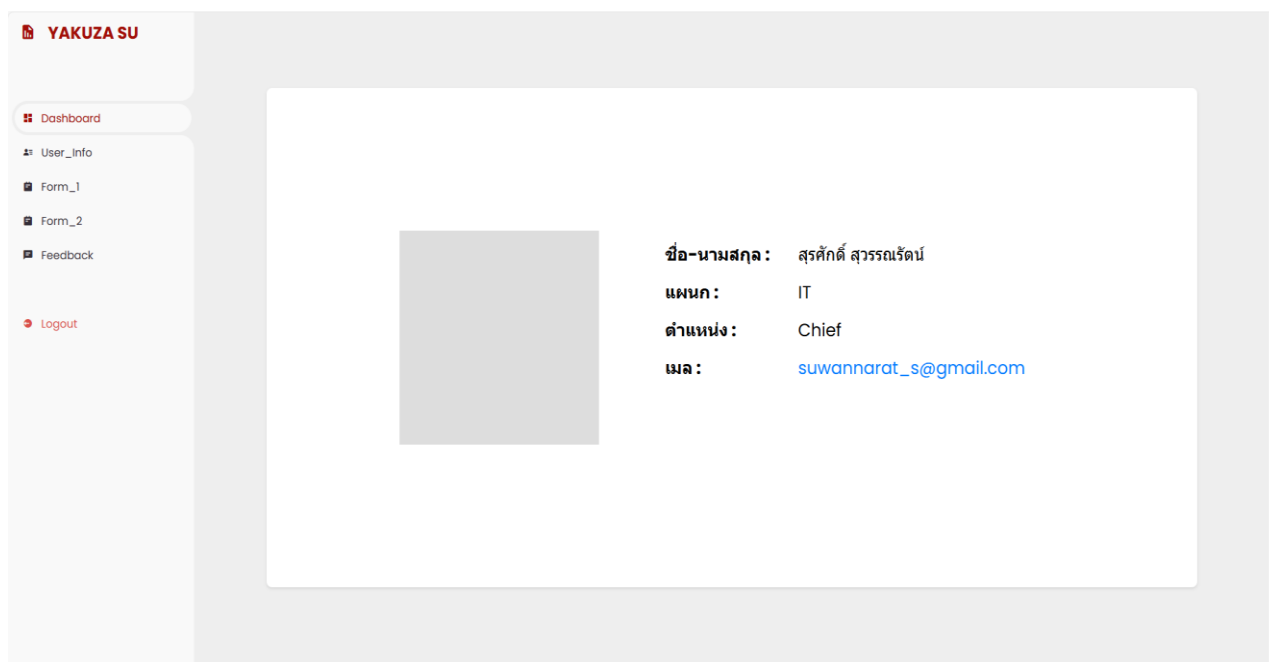 YAKUZA SU
Dashboard
User_Info
Form_1
Form_2
Feedback
Logout
ชื่อ-นามสกุล : สุรศักดิ์ สุวรรณรัตน์
แผนก : IT
ตำแหน่ง : Chief
เมล : suwannarat_s@gmail.com